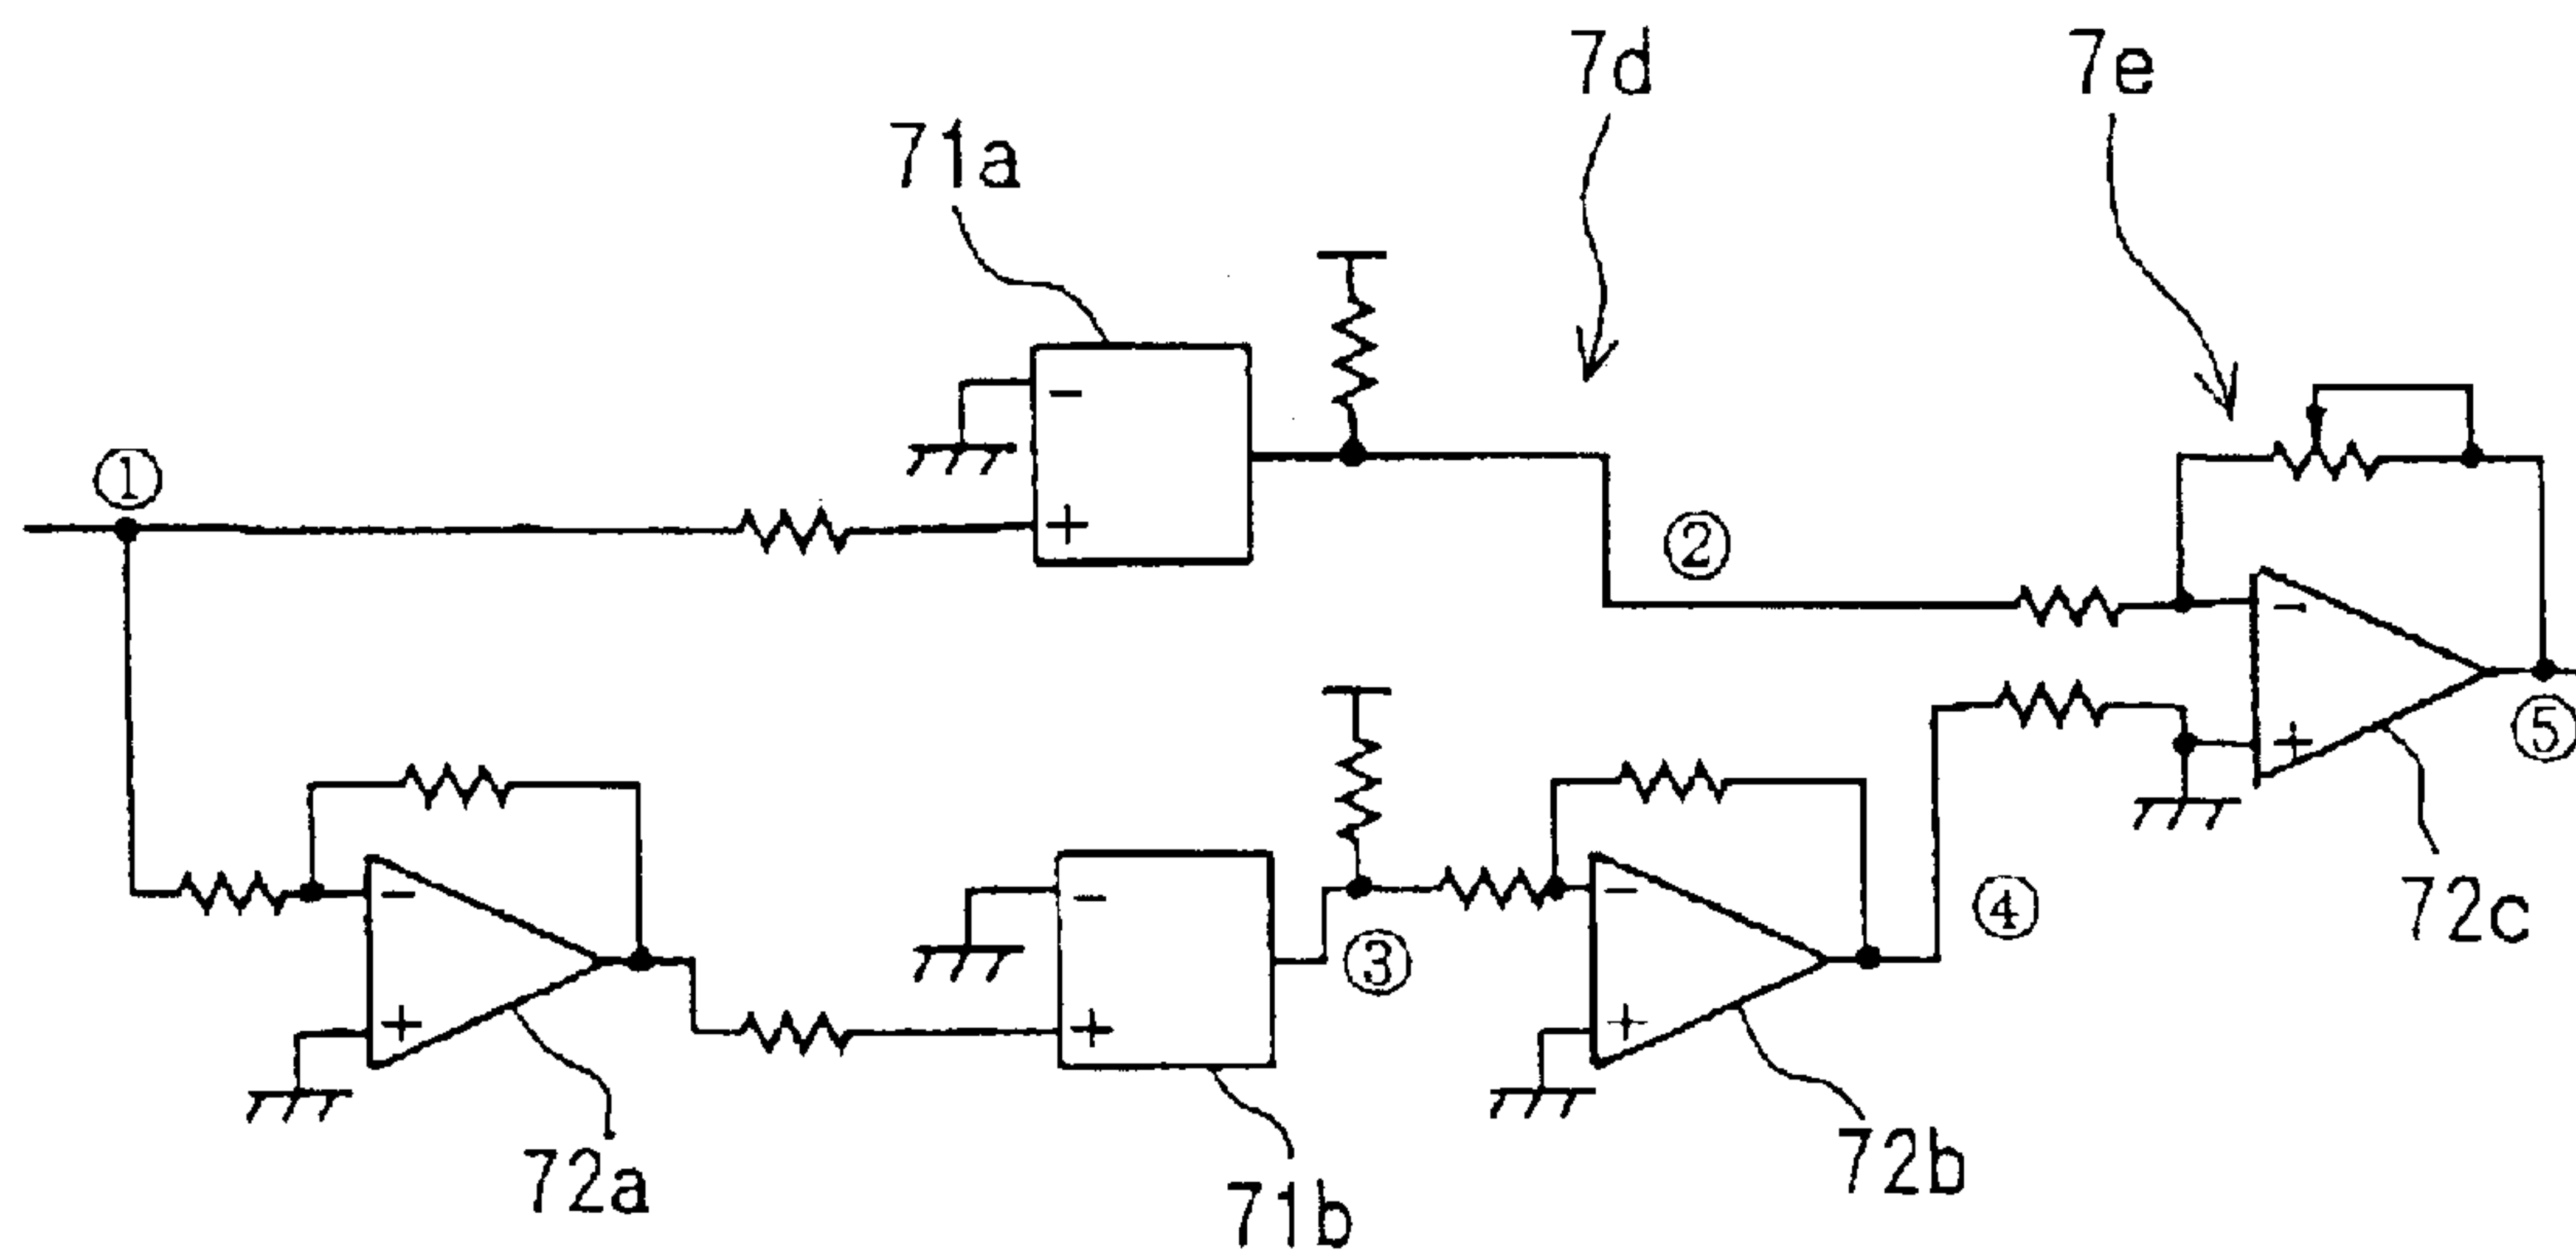 7d
7e
71a
①
−
+
②
−
+
⑤
−
+
−
+
③
−
+
④
72c
72a
71b
72b